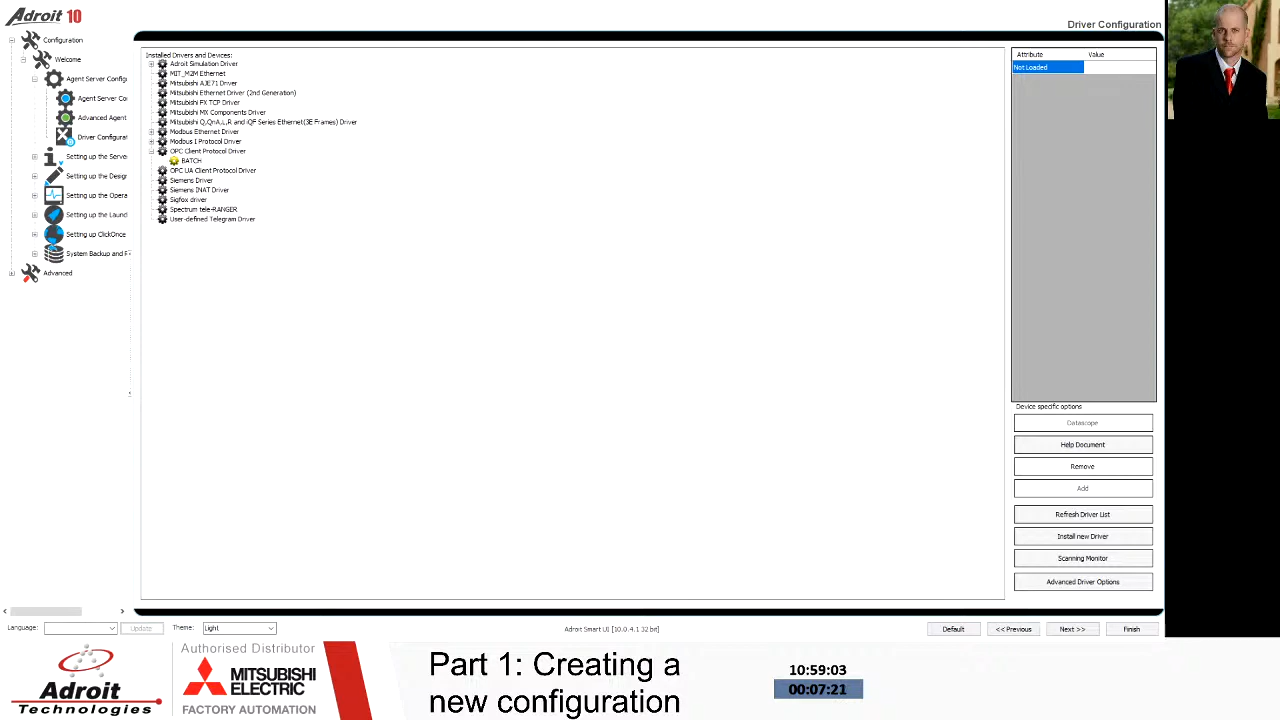 Adroit 10
Driver Configuration
Configuration
Welcome
Agent Server Config
Agent Server Co
Advanced Agent
Driver Configurat
Setting up the Server
Setting up the Desig
Setting up the Opera
Setting up the Laund
Setting up ClickOnce
System Backup and F
Advanced
Installed Drivers and Devices:
Adroit Simulation Driver
MIT_M2M Ethernet
Mitsubishi AJE71 Driver
Mitsubishi Ethernet Driver (2nd Generation)
Mitsubishi FX TCP Driver
Mitsubishi MX Components Driver
Mitsubishi Q,QnA,L,R and iQF Series Ethernet(3E Frames) Driver
Modbus Ethernet Driver
Modbus I Protocol Driver
OPC Client Protocol Driver
BATCH
OPC UA Client Protocol Driver
Siemens Driver
Siemens INAT Driver
Sigfox driver
Spectrum tele-RANGER
User-defined Telegram Driver
Attribute Value
Not Loaded
Device specific options
Datascope
Help Document
Remove
Add
Refresh Driver List
Install new Driver
Scanning Monitor
Advanced Driver Options
Language: Update Theme: Light
Adroit Smart UI [10.0.4.1 32 bit]
Default << Previous Next >> Finish
Adroit
Technologies
Authorised Distributor
MITSUBISHI
ELECTRIC
FACTORY AUTOMATION
Part 1: Creating a
new configuration
10:59:03
00:07:21